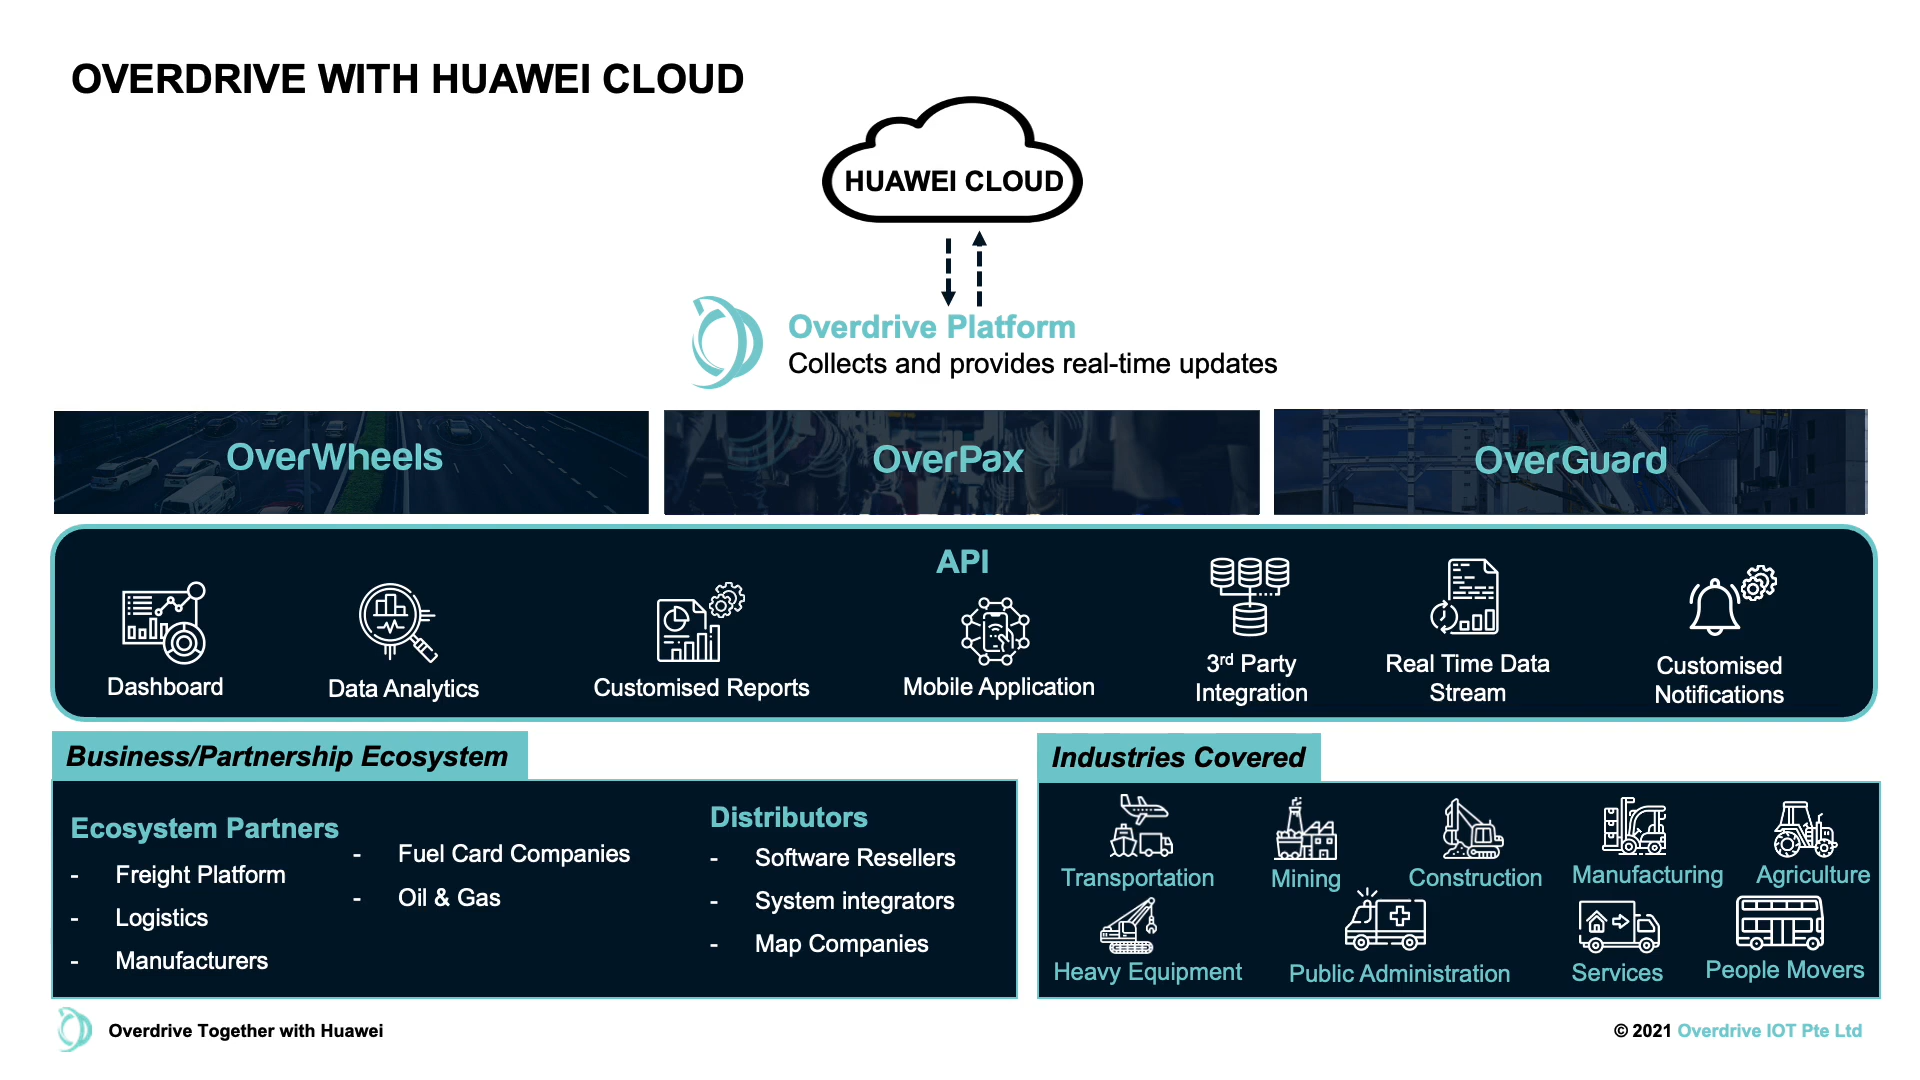 OVERDRIVE WITH HUAWEI CLOUD
HUAWEI CLOUD
Overdrive Platform
Collects and provides real-time updates
OverWheels
OverPax
OverGuard
API
Dashboard
Data Analytics
Customised Reports
Mobile Application
3rd Party
Integration
Real Time Data
Stream
Customised
Notifications
Business/Partnership Ecosystem
Ecosystem Partners
- Freight Platform
- Logistics
- Manufacturers
- Fuel Card Companies
- Oil & Gas
Distributors
- Software Resellers
- System integrators
- Map Companies
Industries Covered
Transportation
Mining
Construction
Manufacturing
Agriculture
Heavy Equipment
Public Administration
Services
People Movers
Overdrive Together with Huawei
© 2021 Overdrive IOT Pte Ltd